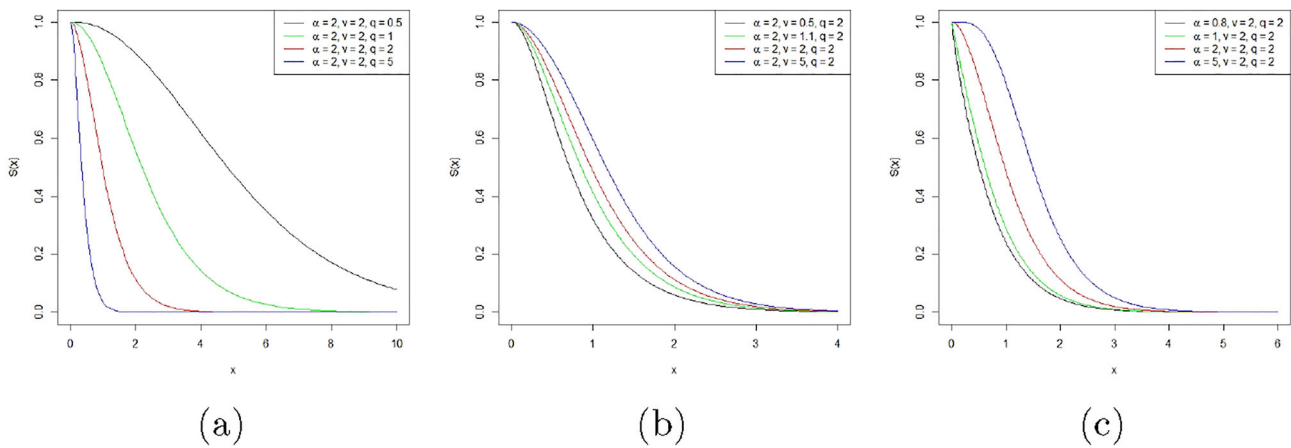 α = 2, ν = 2, q = 0.5
α = 2, ν = 2, q = 1
α = 2, ν = 2, q = 2
α = 2, ν = 2, q = 5
S(x)
1.0
0.8
0.6
0.4
0.2
0.0
0 2 4 6 8 10
x
(a)
α = 2, ν = 0.5, q = 2
α = 2, ν = 1.1, q = 2
α = 2, ν = 2, q = 2
α = 2, ν = 5, q = 2
S(x)
1.0
0.8
0.6
0.4
0.2
0.0
0 1 2 3 4
x
(b)
α = 0.8, ν = 2, q = 2
α = 1, ν = 2, q = 2
α = 2, ν = 2, q = 2
α = 5, ν = 2, q = 2
S(x)
1.0
0.8
0.6
0.4
0.2
0.0
0 1 2 3 4 5 6
x
(c)